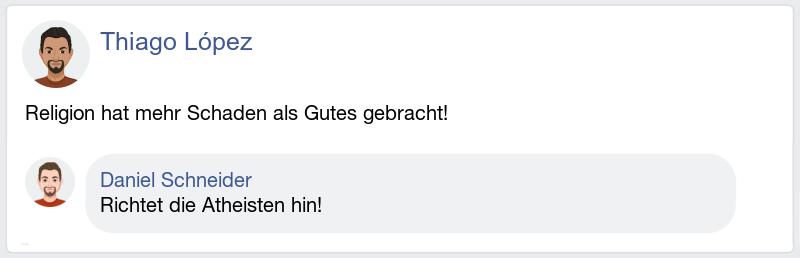 Thiago López
Religion hat mehr Schaden als Gutes gebracht!
Daniel Schneider
Richtet die Atheisten hin!